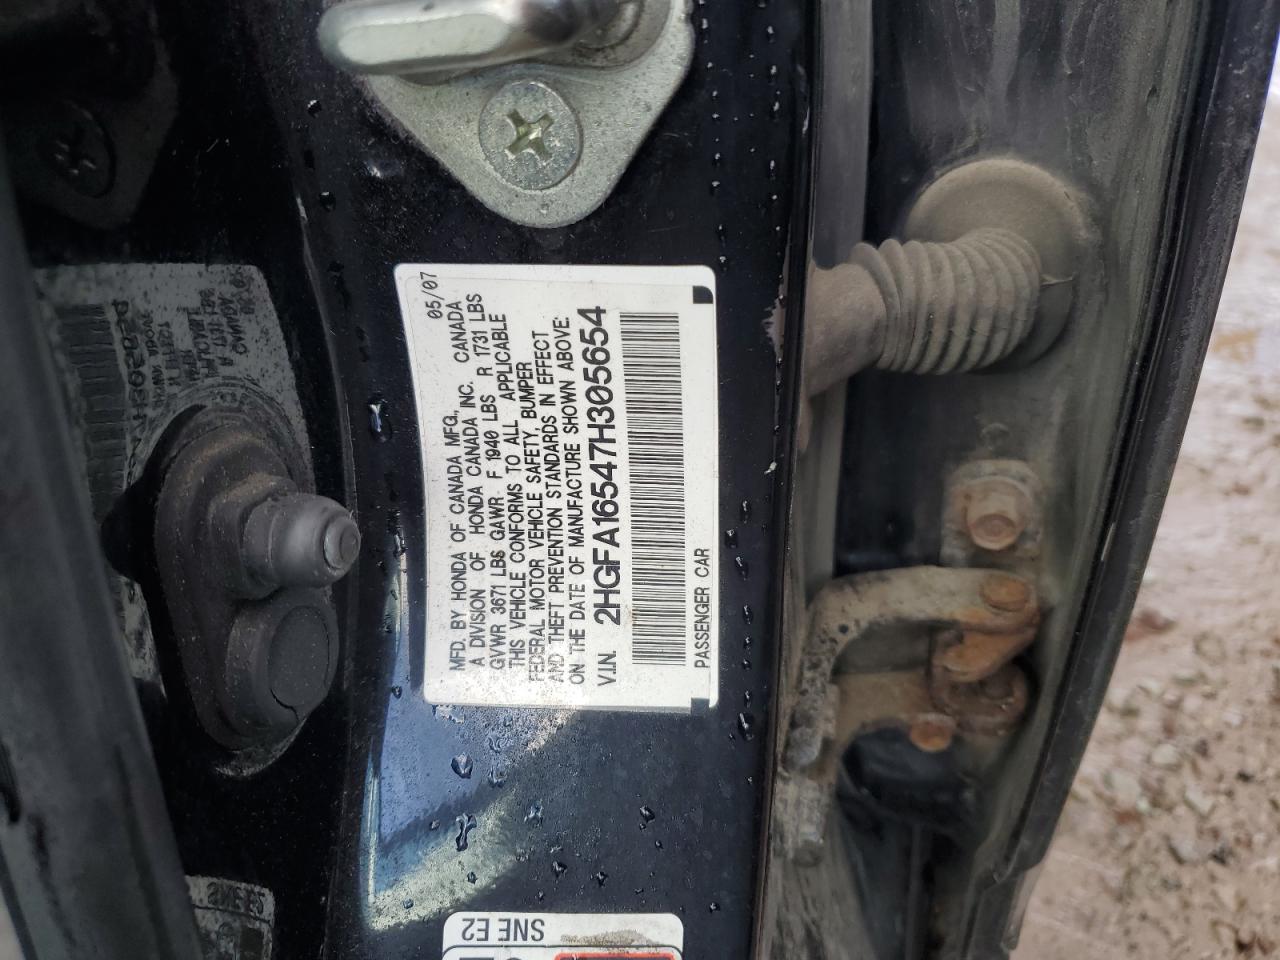 05/07
MFD. BY HONDA OF CANADA MFG.,
A DIVISION OF HONDA CANADA INC. CANADA
GVWR 3671 LBS GAWR F 1940 LBS R 1731 LBS
THIS VEHICLE CONFORMS TO ALL APPLICABLE
FEDERAL MOTOR VEHICLE SAFETY, BUMPER
AND THEFT PREVENTION STANDARDS IN EFFECT
ON THE DATE OF MANUFACTURE SHOWN ABOVE.
V.I.N. 2HGFA16547H305654
PASSENGER CAR
SNE E2